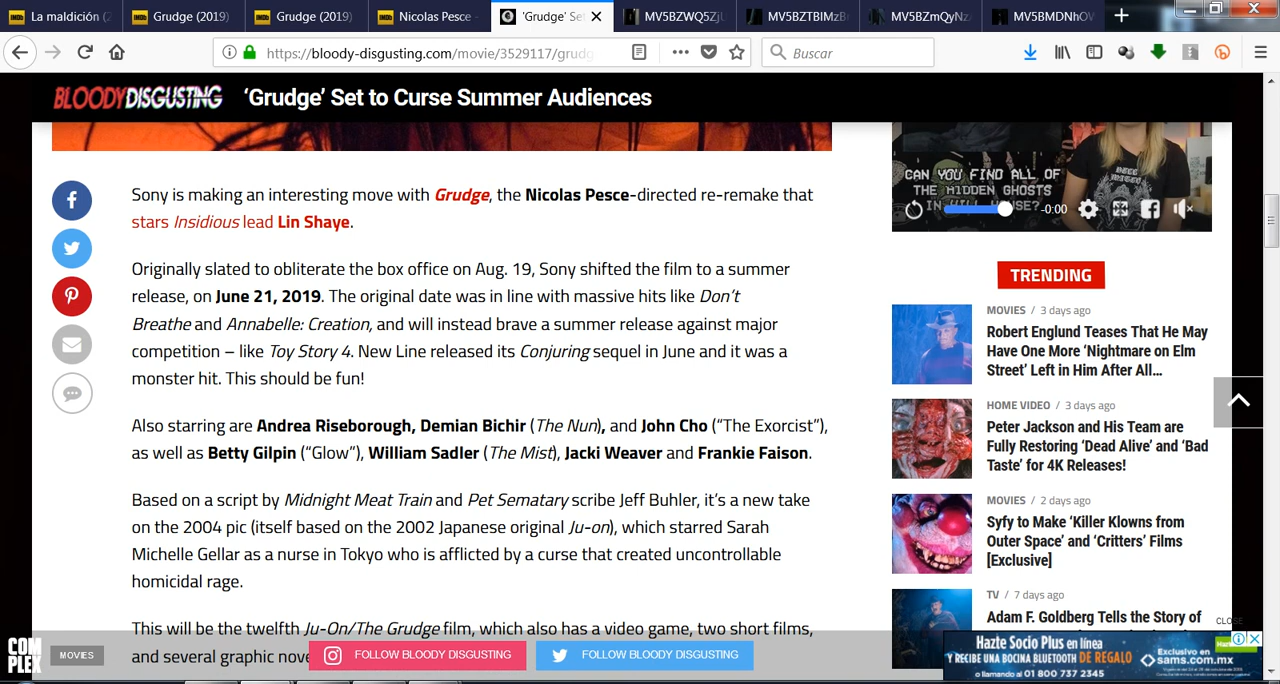 La maldición (2
Grudge (2019)
Grudge (2019)
Nicolas Pesce -
'Grudge' Set
MV5BZWQ5ZjU
MV5BZTBlMzBm
MV5BZmQyNzA
MV5BMDNhOW
https://bloody-disgusting.com/movie/3529117/grudg
Buscar
BLOODY DISGUSTING
‘Grudge’ Set to Curse Summer Audiences
Sony is making an interesting move with Grudge, the Nicolas Pesce-directed re-remake that
stars Insidious lead Lin Shaye.
Originally slated to obliterate the box office on Aug. 19, Sony shifted the film to a summer
release, on June 21, 2019. The original date was in line with massive hits like Don’t
Breathe and Annabelle: Creation, and will instead brave a summer release against major
competition – like Toy Story 4. New Line released its Conjuring sequel in June and it was a
monster hit. This should be fun!
Also starring are Andrea Riseborough, Demian Bichir (The Nun), and John Cho (“The Exorcist”),
as well as Betty Gilpin (“Glow”), William Sadler (The Mist), Jacki Weaver and Frankie Faison.
Based on a script by Midnight Meat Train and Pet Sematary scribe Jeff Buhler, it’s a new take
on the 2004 pic (itself based on the 2002 Japanese original Ju-on), which starred Sarah
Michelle Gellar as a nurse in Tokyo who is afflicted by a curse that created uncontrollable
homicidal rage.
This will be the twelfth Ju-On/The Grudge film, which also has a video game, two short films,
and several graphic nove
CAN YOU FIND ALL OF
THE HIDDEN GHOSTS
IN HILL HOUSE?
-0:00
TRENDING
MOVIES / 3 days ago
Robert Englund Teases That He May
Have One More ‘Nightmare on Elm
Street’ Left in Him After All...
HOME VIDEO / 3 days ago
Peter Jackson and His Team are
Fully Restoring ‘Dead Alive’ and ‘Bad
Taste’ for 4K Releases!
MOVIES / 2 days ago
Syfy to Make ‘Killer Klowns from
Outer Space’ and ‘Critters’ Films
[Exclusive]
TV / 7 days ago
Adam F. Goldberg Tells the Story of
CLOSE
COMPLEX
MOVIES
FOLLOW BLOODY DISGUSTING
FOLLOW BLOODY DISGUSTING
Hazte Socio Plus en línea
Y RECIBE UNA BOCINA BLUETOOTH DE REGALO
o llamando al 01 800 737 2345
Exclusivo en
sams.com.mx